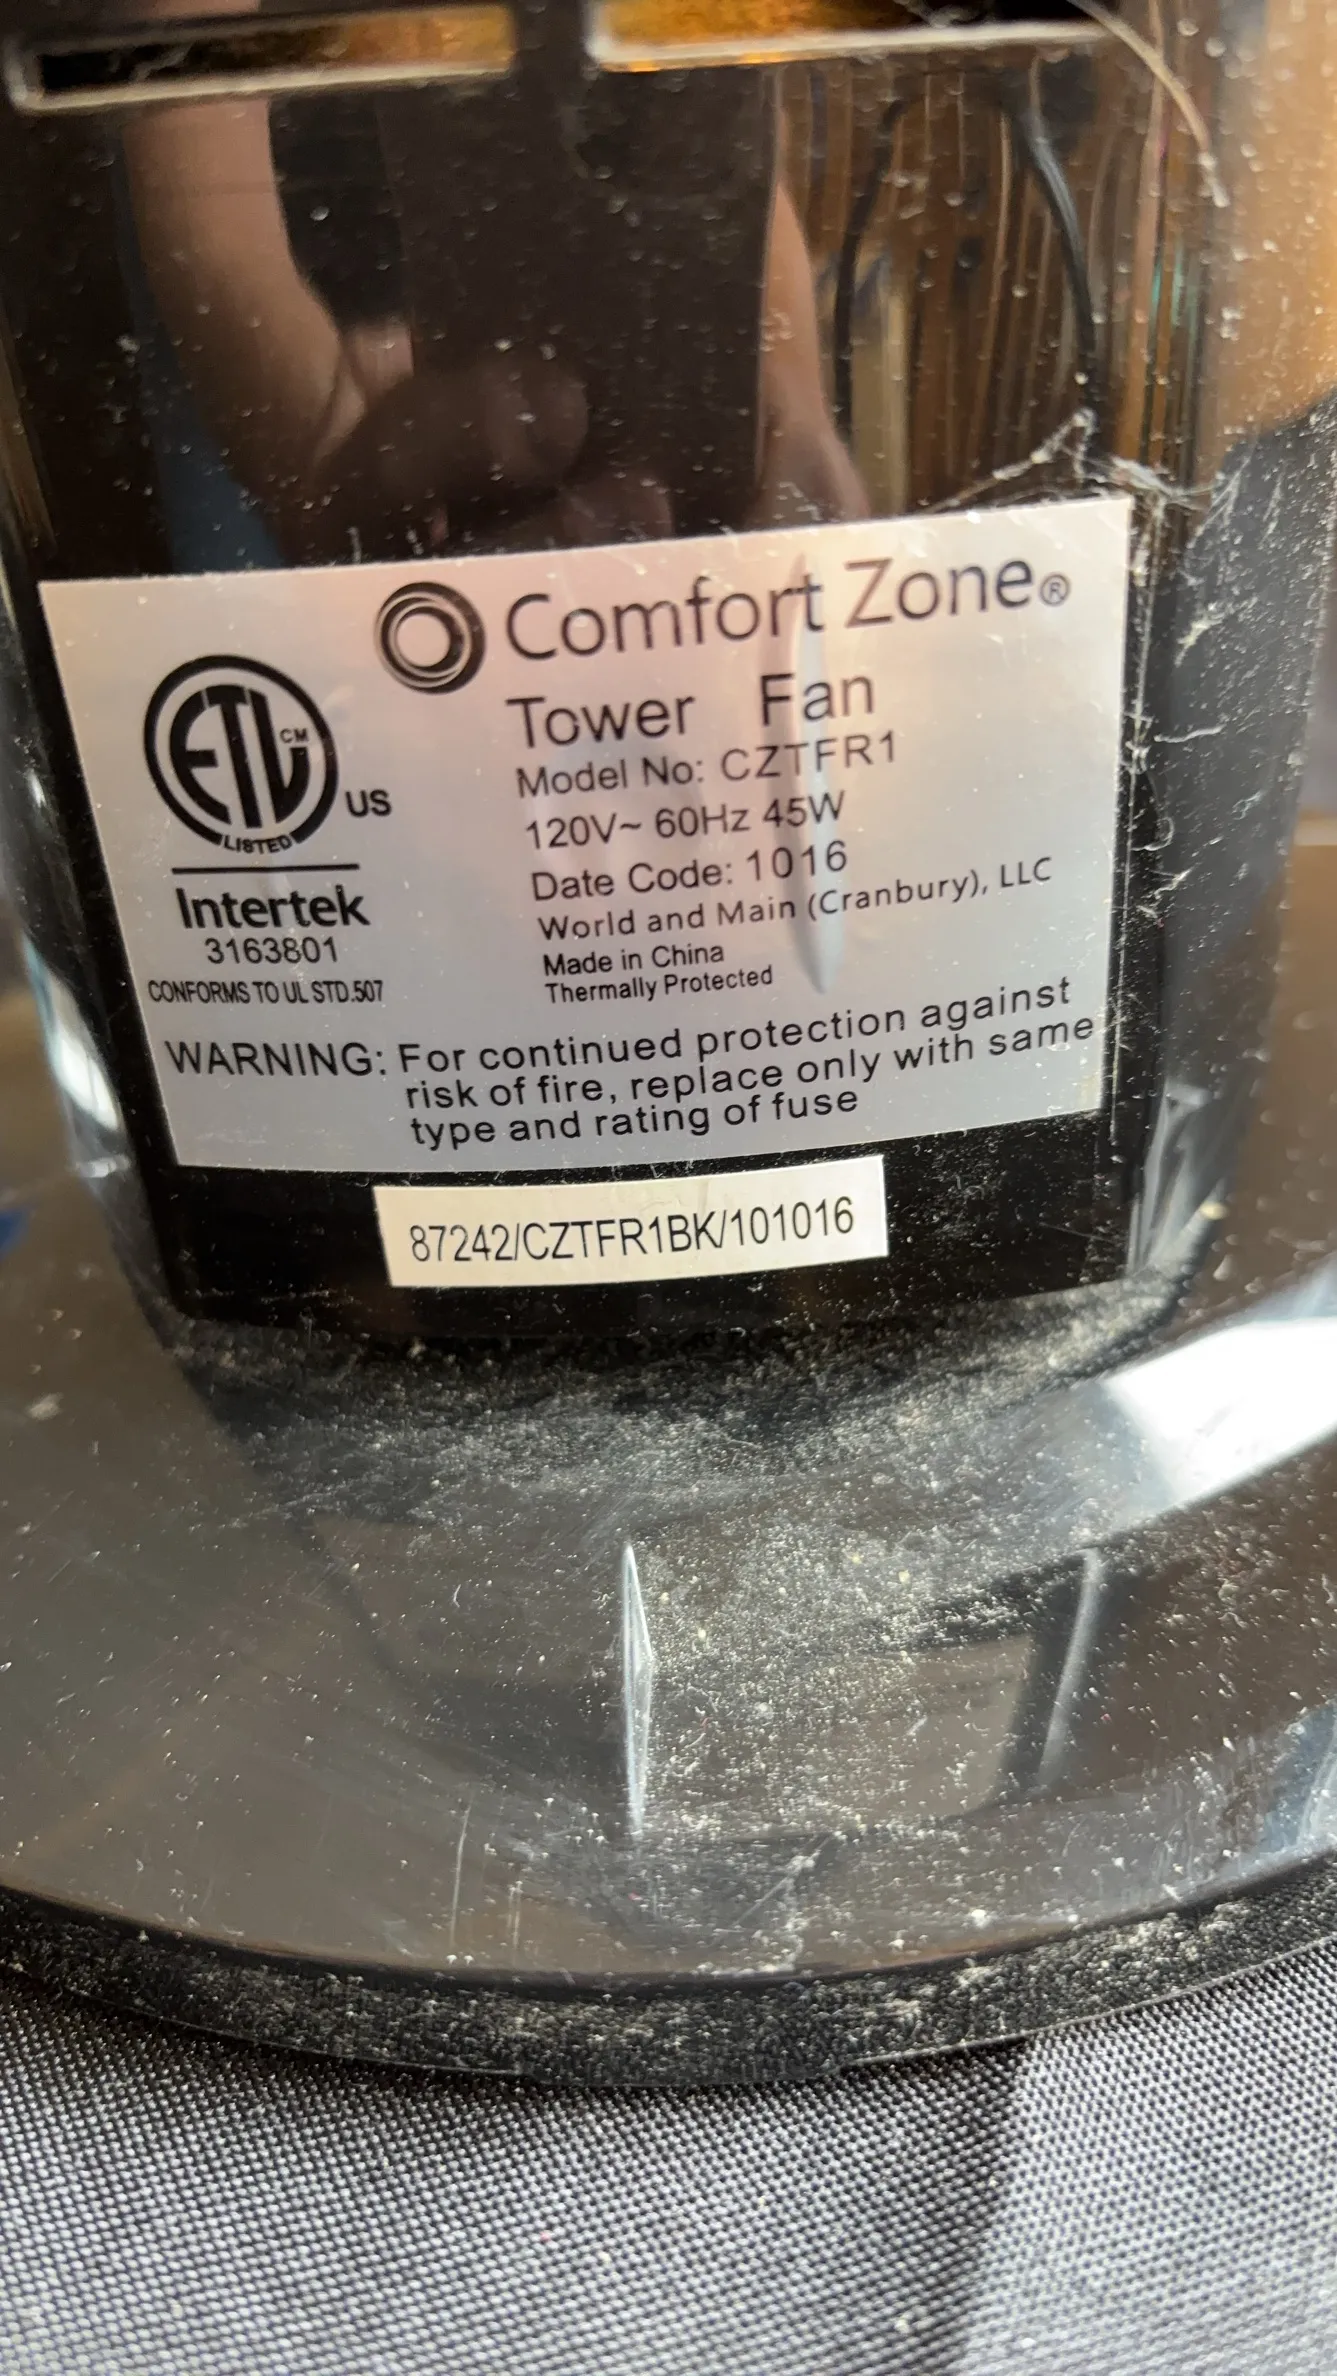 Comfort Zone®
Tower Fan
Model No: CZTFR1
120V~ 60Hz 45W
Date Code: 1016
World and Main (Cranbury), LLC
Made in China
Thermally Protected
ETL CM
LISTED
US
Intertek
3163801
CONFORMS TO UL STD.507
WARNING: For continued protection against
risk of fire, replace only with same
type and rating of fuse
87242/CZTFR1BK/101016